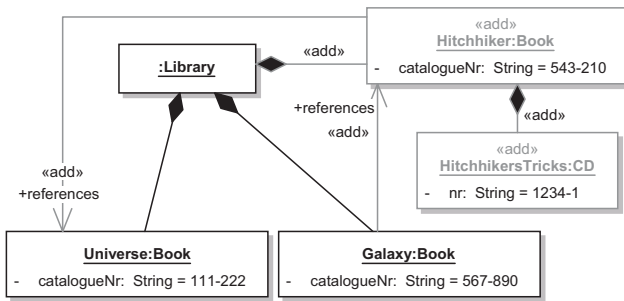 «add»
Hitchhiker:Book
- catalogueNr: String = 543-210
«add»
:Library
+references
«add»
«add»
HitchhikersTricks:CD
- nr: String = 1234-1
«add»
+references
Universe:Book
- catalogueNr: String = 111-222
Galaxy:Book
- catalogueNr: String = 567-890